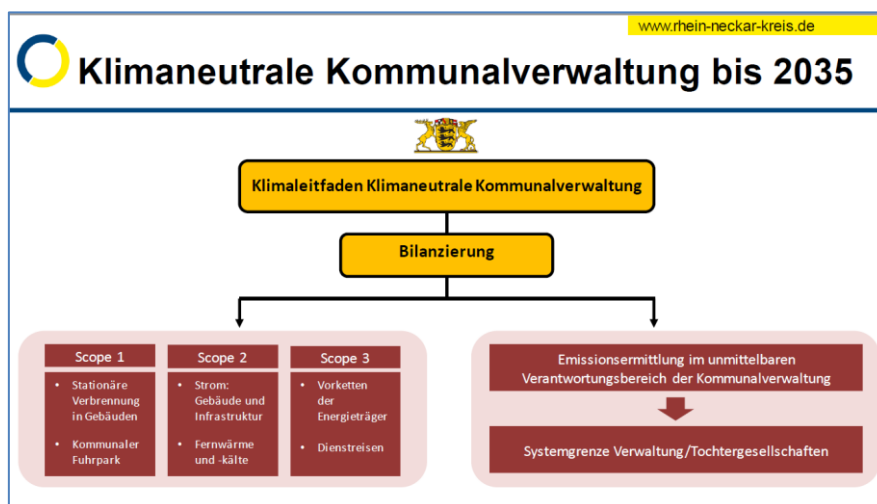 www.rhein-neckar-kreis.de
Klimaneutrale Kommunalverwaltung bis 2035
Klimaleitfaden Klimaneutrale Kommunalverwaltung
Bilanzierung
Scope 1
• Stationäre
Verbrennung
in Gebäuden
• Kommunaler
Fuhrpark
Scope 2
• Strom:
Gebäude und
Infrastruktur
• Fernwärme
und -kälte
Scope 3
• Vorketten
der
Energieträger
• Dienstreisen
Emissionsermittlung im unmittelbaren
Verantwortungsbereich der Kommunalverwaltung
Systemgrenze Verwaltung/Tochtergesellschaften